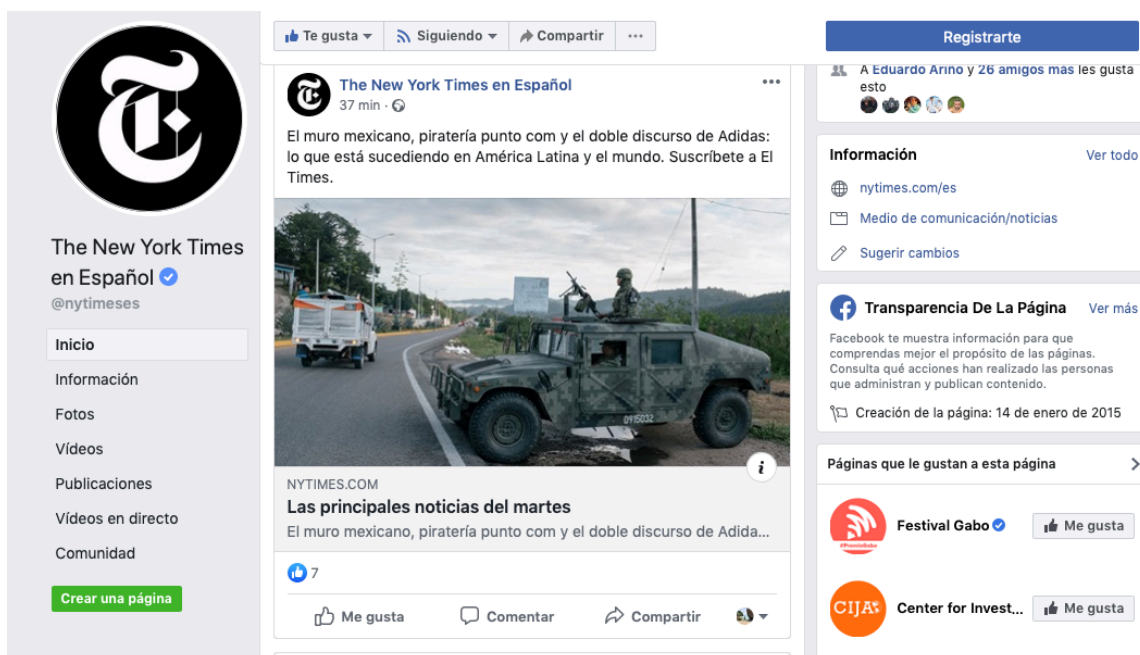 Te gusta
Siguiendo
Compartir
Registrarte
The New York Times
en Español
@nytimeses
Inicio
Información
Fotos
Vídeos
Publicaciones
Vídeos en directo
Comunidad
Crear una página
The New York Times en Español
37 min ·
El muro mexicano, piratería punto com y el doble discurso de Adidas:
lo que está sucediendo en América Latina y el mundo. Suscríbete a El
Times.
0915032
NYTIMES.COM
Las principales noticias del martes
El muro mexicano, piratería punto com y el doble discurso de Adida...
7
Me gusta
Comentar
Compartir
A Eduardo Ariño y 26 amigos más les gusta
esto
Información
Ver todo
nytimes.com/es
Medio de comunicación/noticias
Sugerir cambios
Transparencia De La Página
Ver más
Facebook te muestra información para que
comprendas mejor el propósito de las páginas.
Consulta qué acciones han realizado las personas
que administran y publican contenido.
Creación de la página: 14 de enero de 2015
Páginas que le gustan a esta página
#PremioGabo
Festival Gabo
Me gusta
CIJA
Center for Invest...
Me gusta